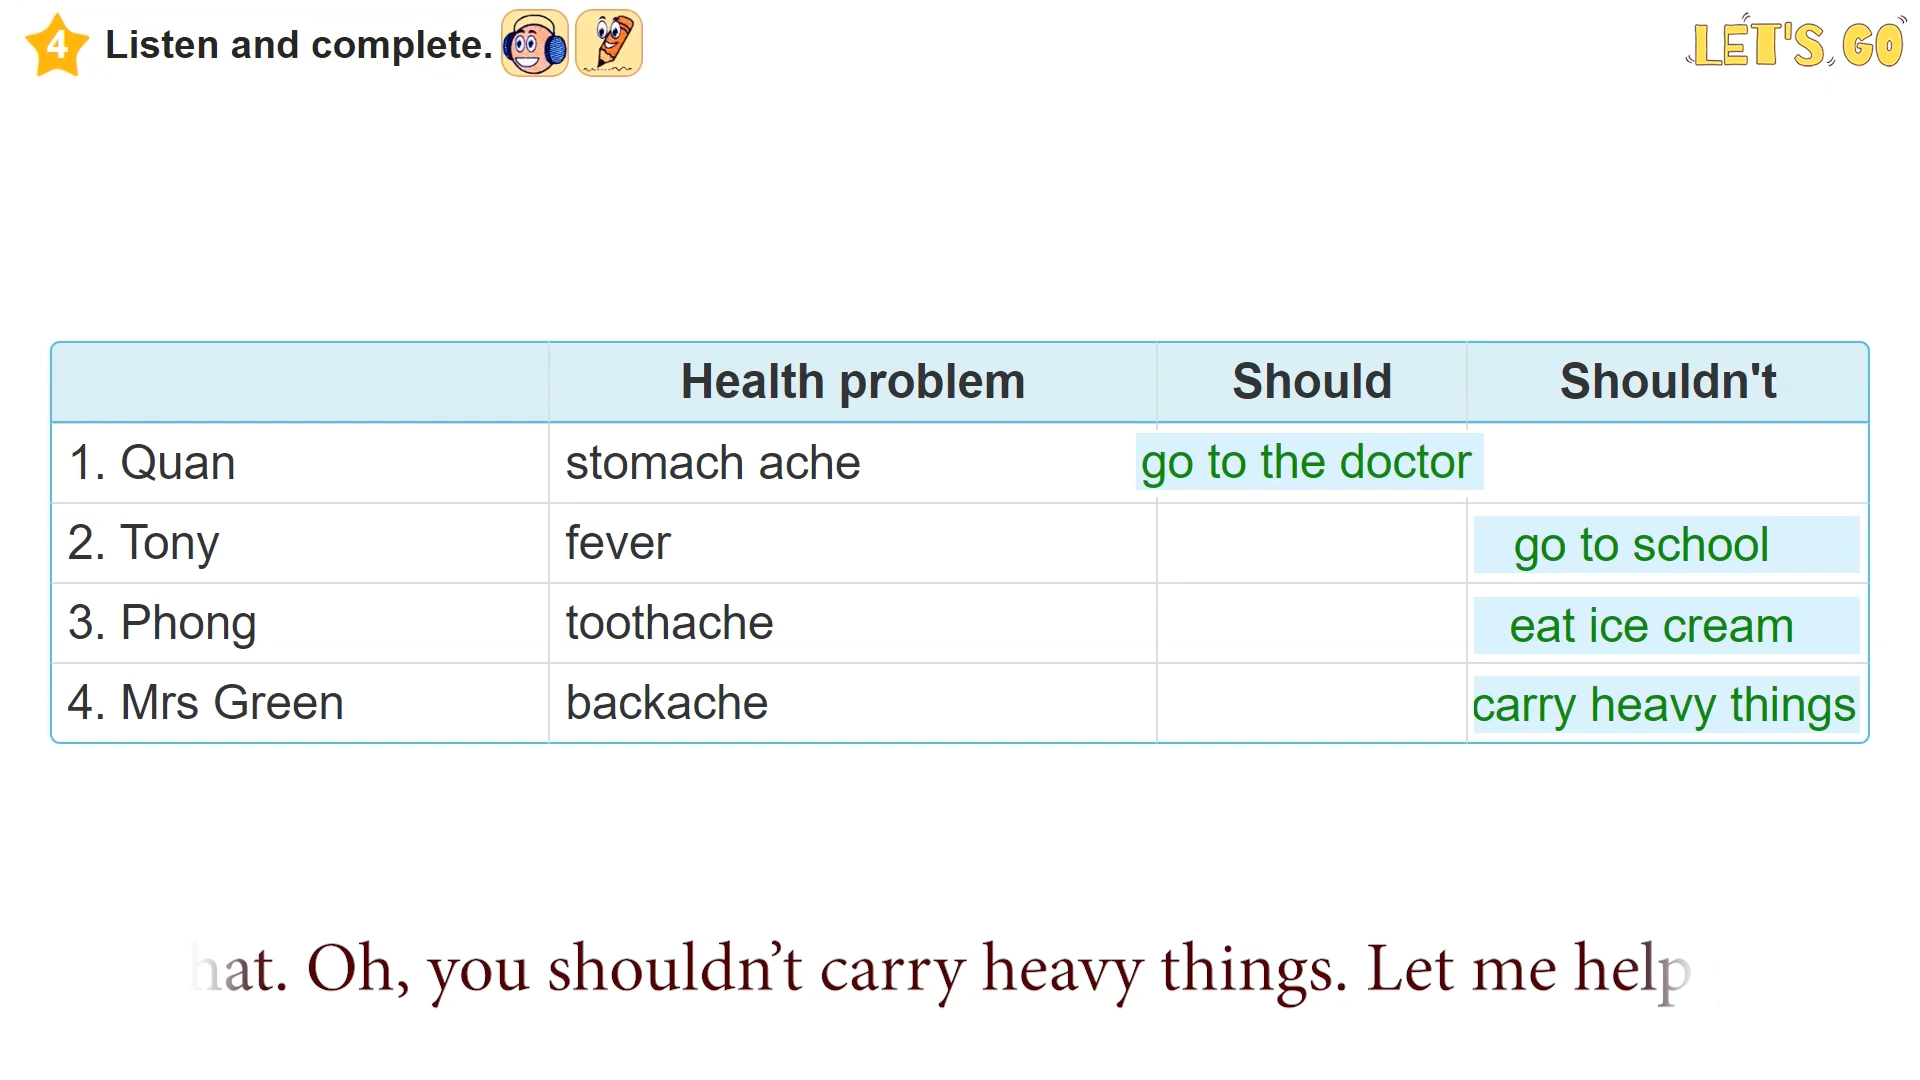 4 Listen and complete.
LET'S GO
Health problem Should Shouldn't
1. Quan stomach ache go to the doctor
2. Tony fever go to school
3. Phong toothache eat ice cream
4. Mrs Green backache carry heavy things
hat. Oh, you shouldn’t carry heavy things. Let me help